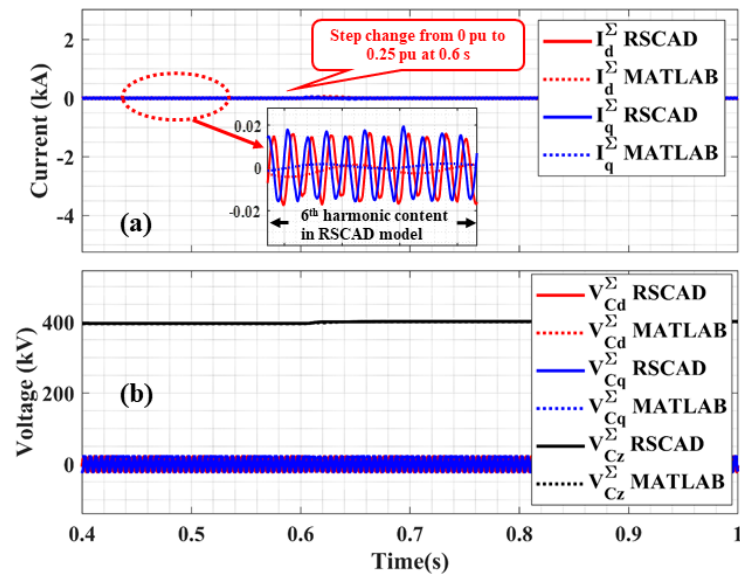 Step change from 0 pu to
0.25 pu at 0.6 s
I_d^Σ RSCAD
I_d^Σ MATLAB
I_q^Σ RSCAD
I_q^Σ MATLAB
2
0
-2
-4
Current (kA)
0.016
0
-0.02
6th harmonic content
in RSCAD model
(a)
V_Cd^Σ RSCAD
V_Cd^Σ MATLAB
V_Cq^Σ RSCAD
V_Cq^Σ MATLAB
V_Cz^Σ RSCAD
V_Cz^Σ MATLAB
400
200
0
Voltage (kV)
(b)
0.4 0.5 0.6 0.7 0.8 0.9 1
Time(s)